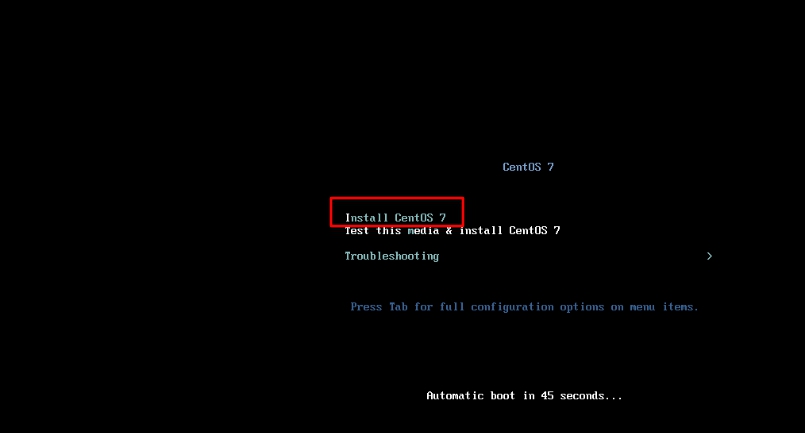 CentOS 7
Install CentOS 7
Test this media & install CentOS 7
Troubleshooting >
Press Tab for full configuration options on menu items.
Automatic boot in 45 seconds...